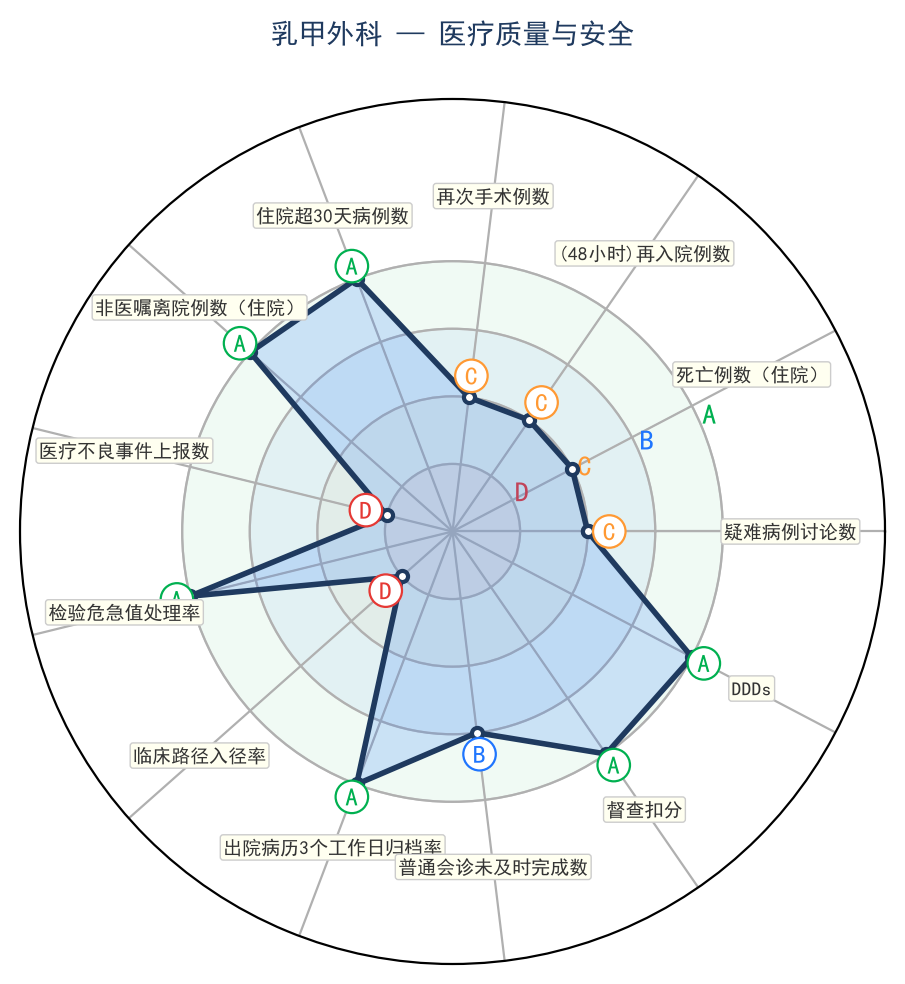 乳甲外科 — 医疗质量与安全
再次手术例数
住院超30天病例数
(48小时)再入院例数
A
非医嘱离院例数（住院）
A
C
死亡例数（住院）
C
A
B
医疗不良事件上报数
C
D
D
C
疑难病例讨论数
A
检验危急值处理率
D
A
DDDs
临床路径入径率
B
A
A
督查扣分
出院病历3个工作日归档率
普通会诊未及时完成数